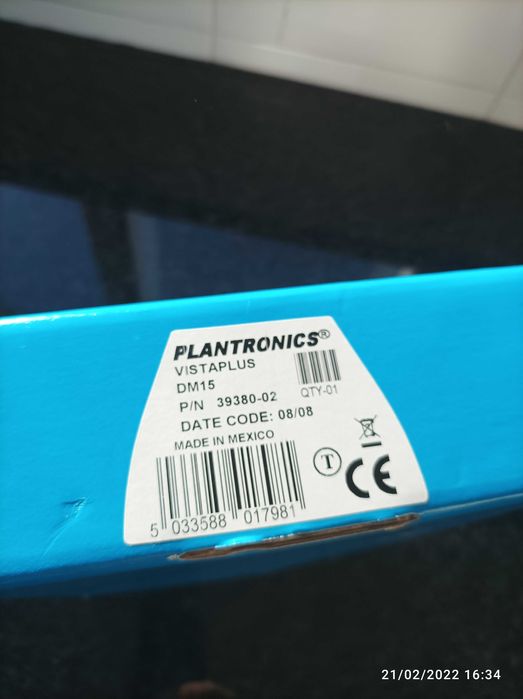 PLANTRONICS®
VISTAPLUS
DM15
QTY-01
P/N 39380-02
DATE CODE: 08/08
MADE IN MEXICO
T
CE
5 033588 017981
21/02/2022 16:34